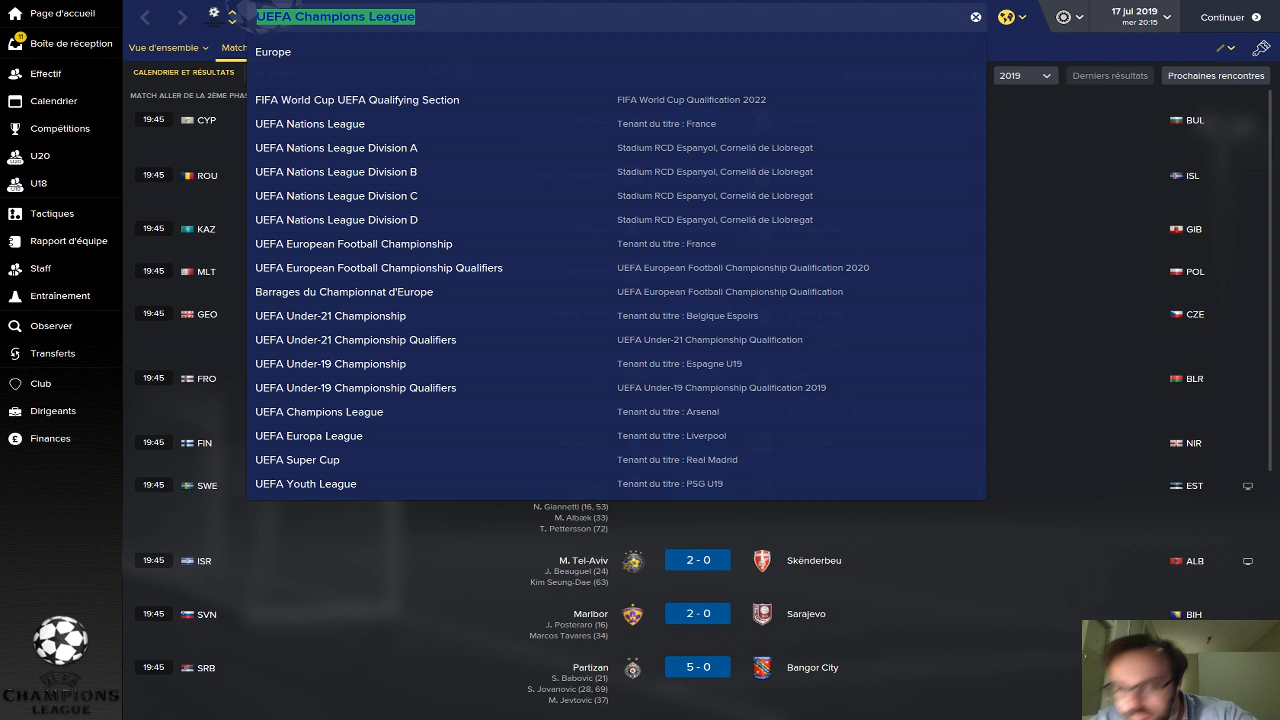 Page d'accueil
UEFA Champions League
17 jul 2019
mer 20:15
Continuer
11
Boîte de réception
Vue d'ensemble
Match
Europe
Effectif
CALENDRIER ET RÉSULTATS
2019
Derniers résultats
Prochaines rencontres
MATCH ALLER DE LA 2ÈME PHAS
Calendrier
FIFA World Cup UEFA Qualifying Section
FIFA World Cup Qualification 2022
19:45 CYP
BUL
Compétitions
UEFA Nations League
Tenant du titre : France
UEFA Nations League Division A
Stadium RCD Espanyol, Cornellá de Llobregat
U20
U20
UEFA Nations League Division B
Stadium RCD Espanyol, Cornellá de Llobregat
19:45 ROU
ISL
U18
U18
UEFA Nations League Division C
Stadium RCD Espanyol, Cornellá de Llobregat
Tactiques
UEFA Nations League Division D
Stadium RCD Espanyol, Cornellá de Llobregat
19:45 KAZ
GIB
Rapport d'équipe
UEFA European Football Championship
Tenant du titre : France
Staff
UEFA European Football Championship Qualifiers
UEFA European Football Championship Qualification 2020
19:45 MLT
POL
Entraînement
Barrages du Championnat d'Europe
UEFA European Football Championship Qualification
19:45 GEO
UEFA Under-21 Championship
Tenant du titre : Belgique Espoirs
CZE
Observer
UEFA Under-21 Championship Qualifiers
UEFA Under-21 Championship Qualification
Transferts
UEFA Under-19 Championship
Tenant du titre : Espagne U19
19:45 FRO
BLR
Club
UEFA Under-19 Championship Qualifiers
UEFA Under-19 Championship Qualification 2019
Dirigeants
UEFA Champions League
Tenant du titre : Arsenal
Finances
UEFA Europa League
Tenant du titre : Liverpool
19:45 FIN
NIR
UEFA Super Cup
Tenant du titre : Real Madrid
19:45 SWE
UEFA Youth League
Tenant du titre : PSG U19
EST
N. Giannetti (16, 53)
M. Albæk (33)
T. Pettersson (72)
19:45 ISR
M. Tel-Aviv
2 - 0
Skënderbeu
ALB
J. Beauguel (24)
Kim Seung-Dae (63)
19:45 SVN
Maribor
2 - 0
Sarajevo
BIH
J. Posteraro (16)
Marcos Tavares (34)
19:45 SRB
Partizan
5 - 0
Bangor City
S. Babovic (21)
S. Jovanovic (28, 69)
M. Jevtovic (37)
UEFA
CHAMPIONS
LEAGUE